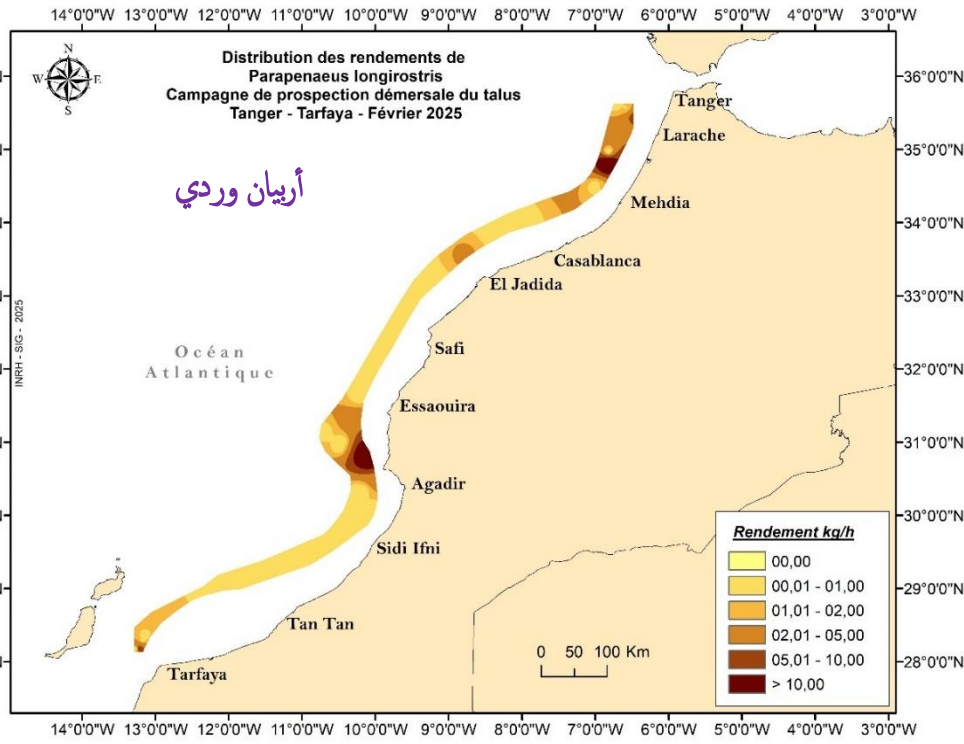 14°0'0"W 13°0'0"W 12°0'0"W 11°0'0"W 10°0'0"W 9°0'0"W 8°0'0"W 7°0'0"W 6°0'0"W 5°0'0"W 4°0'0"W 3°0'0"W
N
W E
S
Distribution des rendements de
Parapenaeus longirostris
Campagne de prospection démersale du talus
Tanger - Tarfaya - Février 2025
أربيان وردي
36°0'0"N
Tanger
Larache
35°0'0"N
Mehdia
34°0'0"N
Casablanca
El Jadida
33°0'0"N
INRH - SIG - 2025
Safi
Océan
Atlantique
32°0'0"N
Essaouira
31°0'0"N
Agadir
30°0'0"N
Sidi Ifni
29°0'0"N
Tan Tan
28°0'0"N
Tarfaya
Rendement kg/h
00,00
00,01 - 01,00
01,01 - 02,00
02,01 - 05,00
05,01 - 10,00
> 10,00
0 50 100 Km
14°0'0"W 13°0'0"W 12°0'0"W 11°0'0"W 10°0'0"W 9°0'0"W 8°0'0"W 7°0'0"W 6°0'0"W 5°0'0"W 4°0'0"W 3°0'0"W